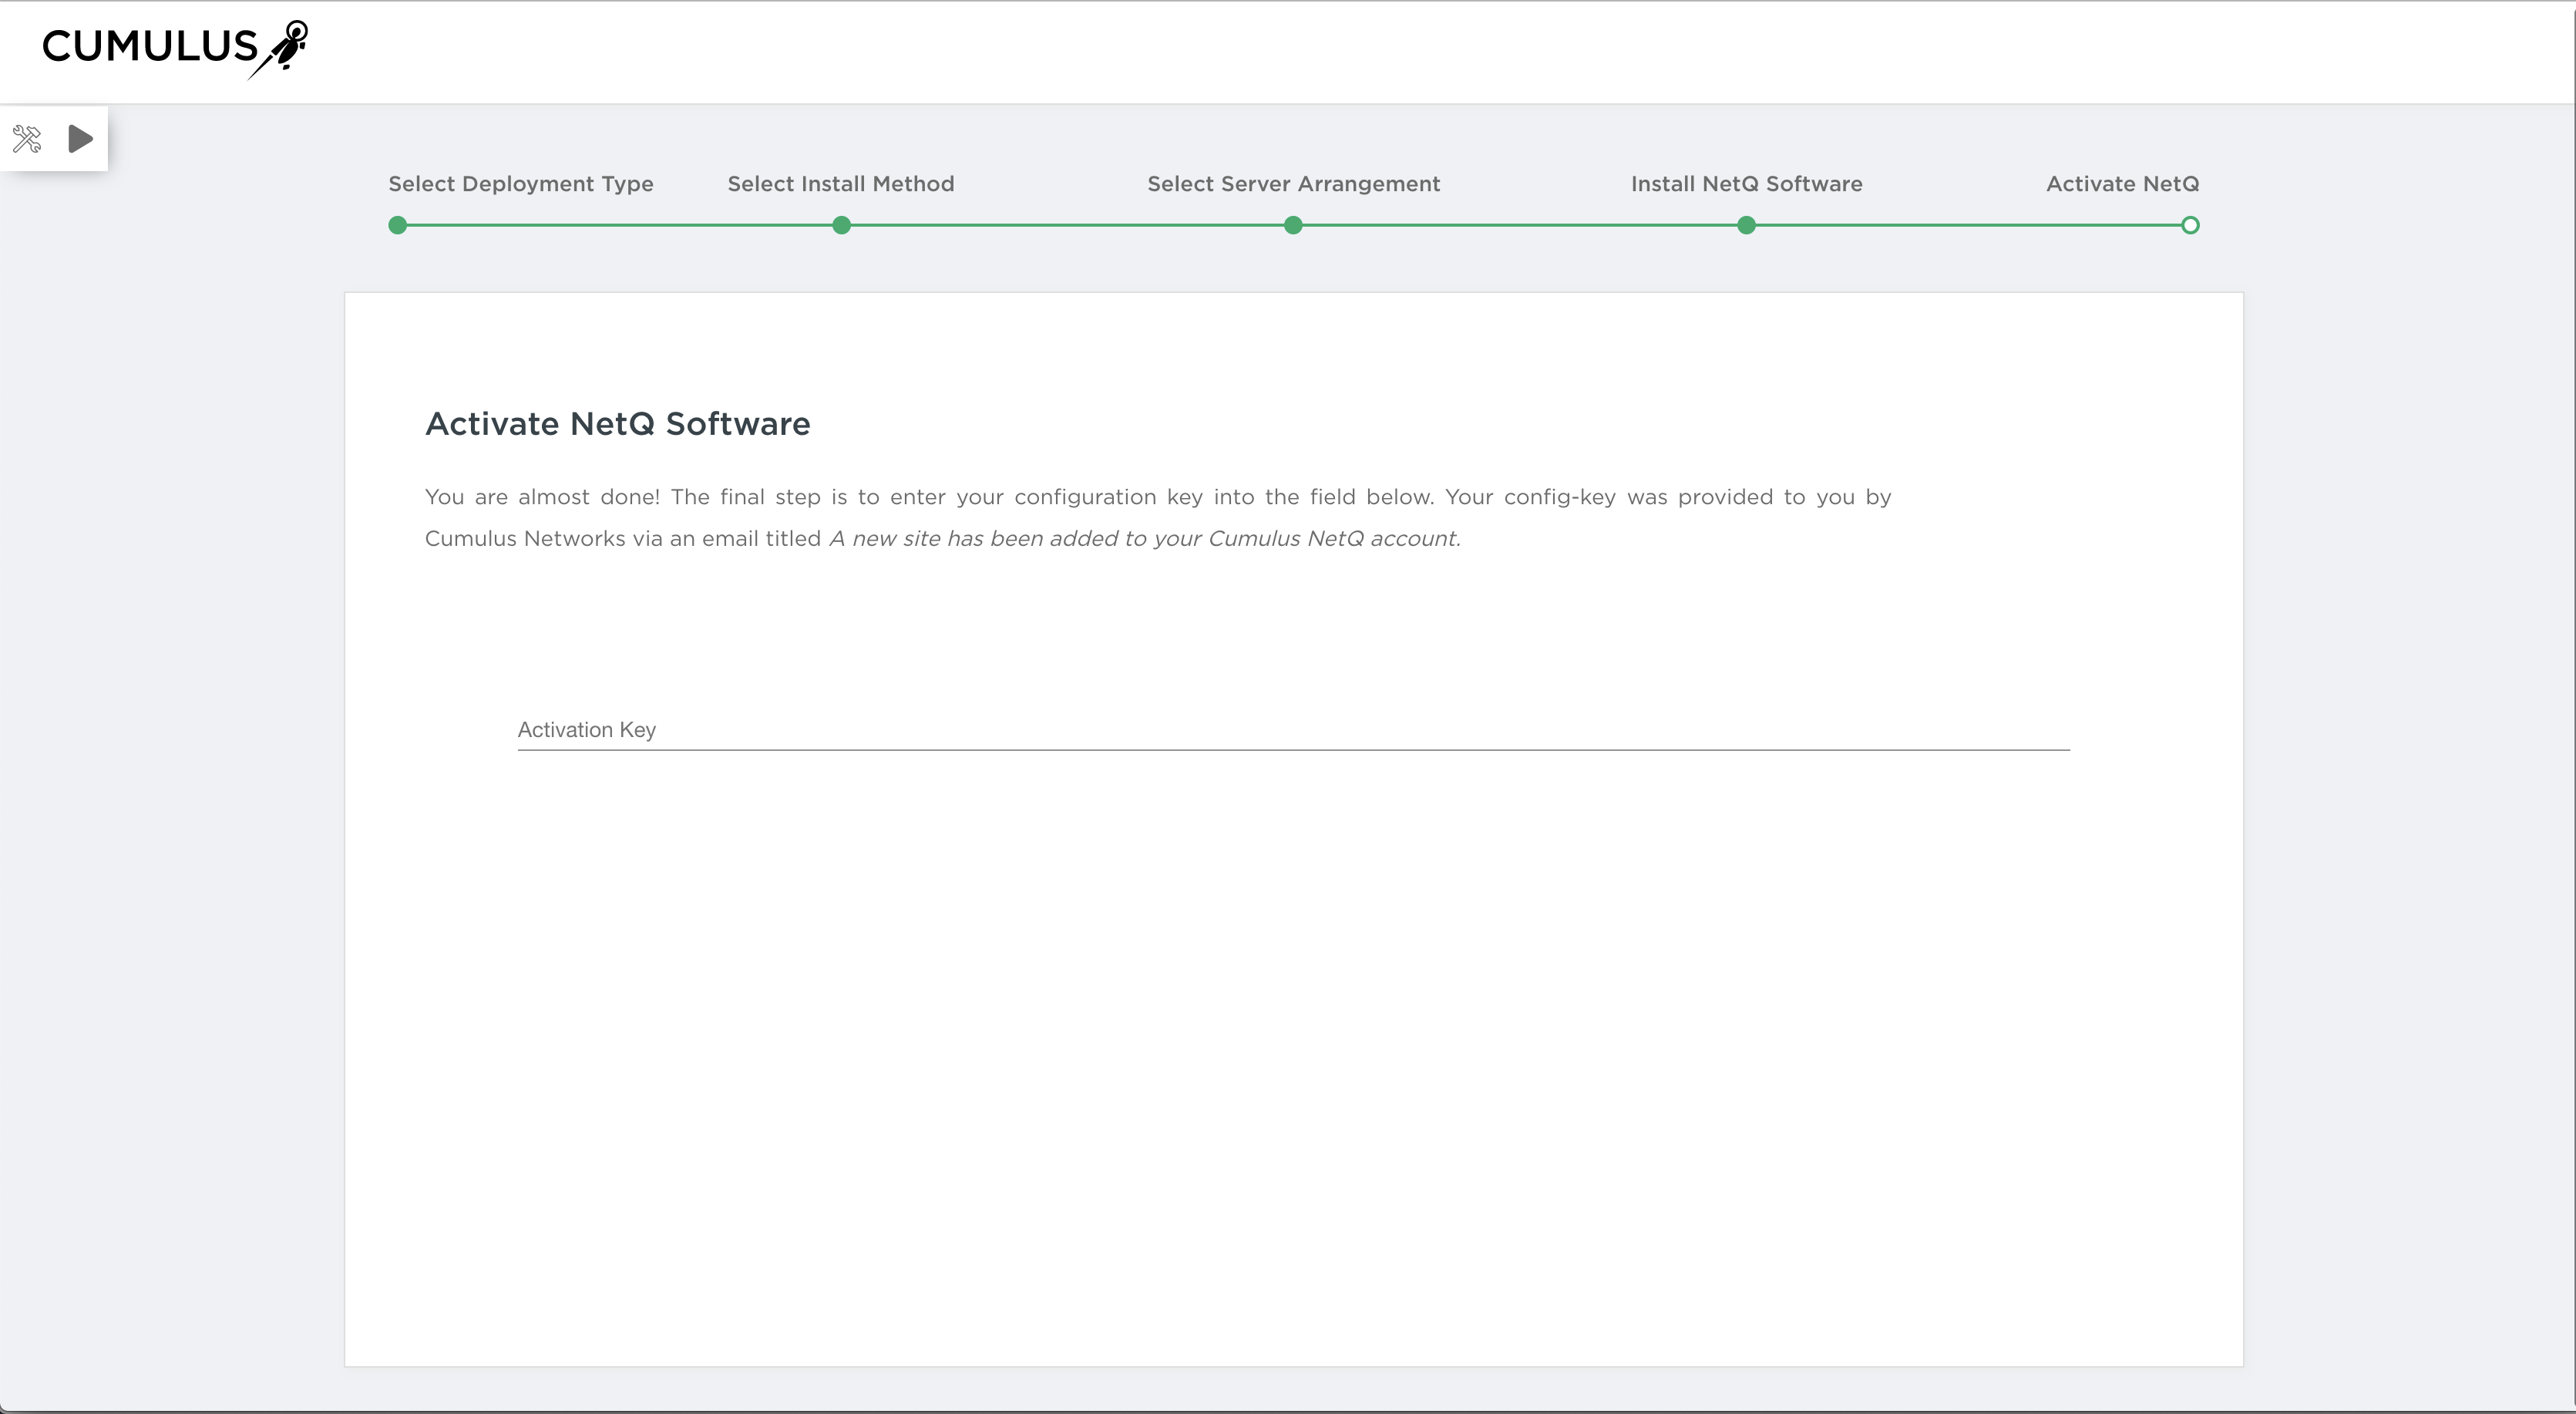 CUMULUS
Select Deployment Type
Select Install Method
Select Server Arrangement
Install NetQ Software
Activate NetQ
Activate NetQ Software
You are almost done! The final step is to enter your configuration key into the field below. Your config-key was provided to you by
Cumulus Networks via an email titled A new site has been added to your Cumulus NetQ account.
Activation Key